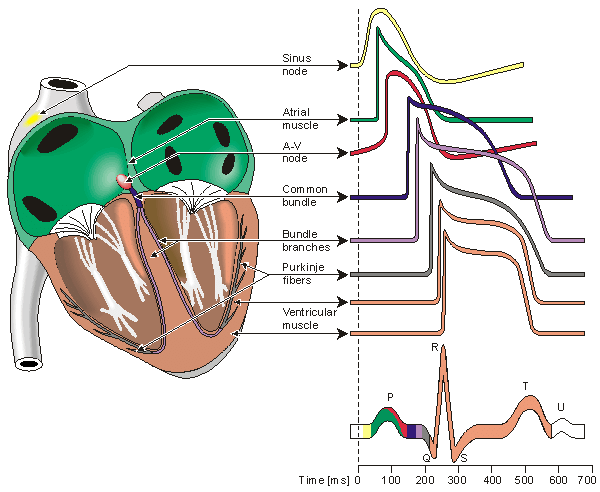 Sinus
node
Atrial
muscle
A-V
node
Common
bundle
Bundle
branches
Purkinje
fibers
Ventricular
muscle
R
P
T
U
Q
S
Time [ms] 0 100 200 300 400 500 600 700